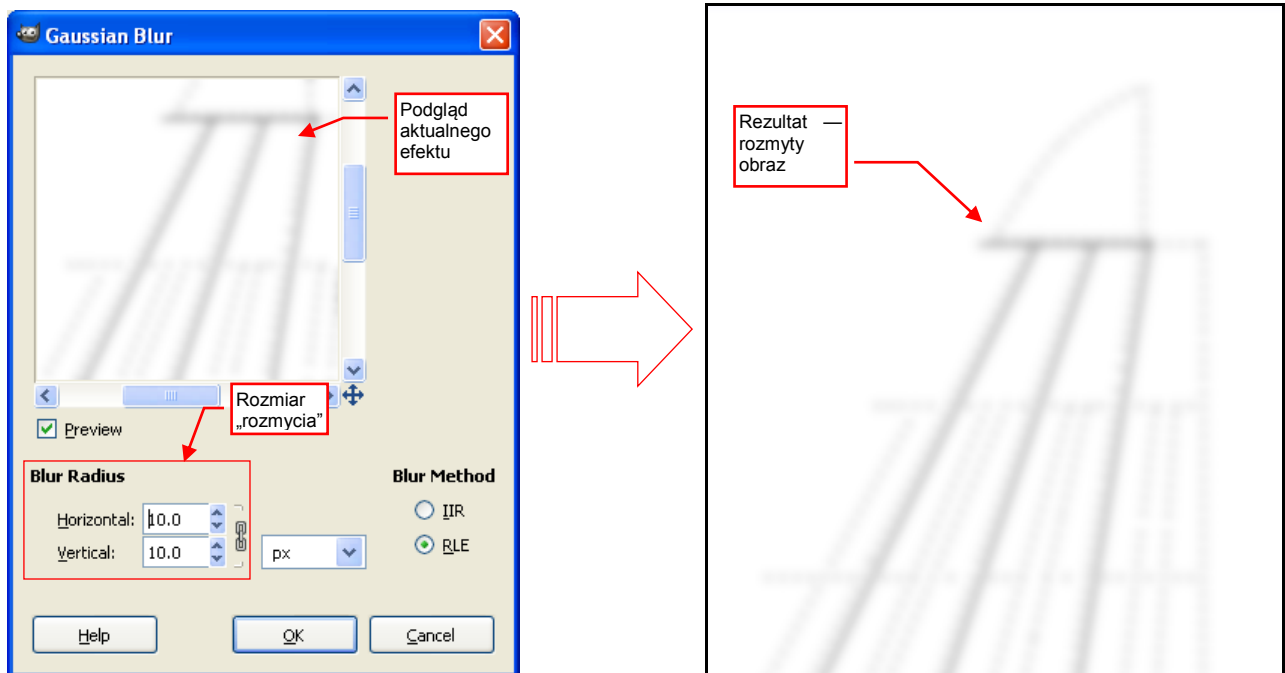 Gaussian Blur
Podgląd
aktualnego
efektu
Rozmiar
„rozmycia”
Preview
Blur Radius
Horizontal: 10.0
Vertical: 10.0
px
Blur Method
IIR
RLE
Help
OK
Cancel
Rezultat —
rozmyty
obraz